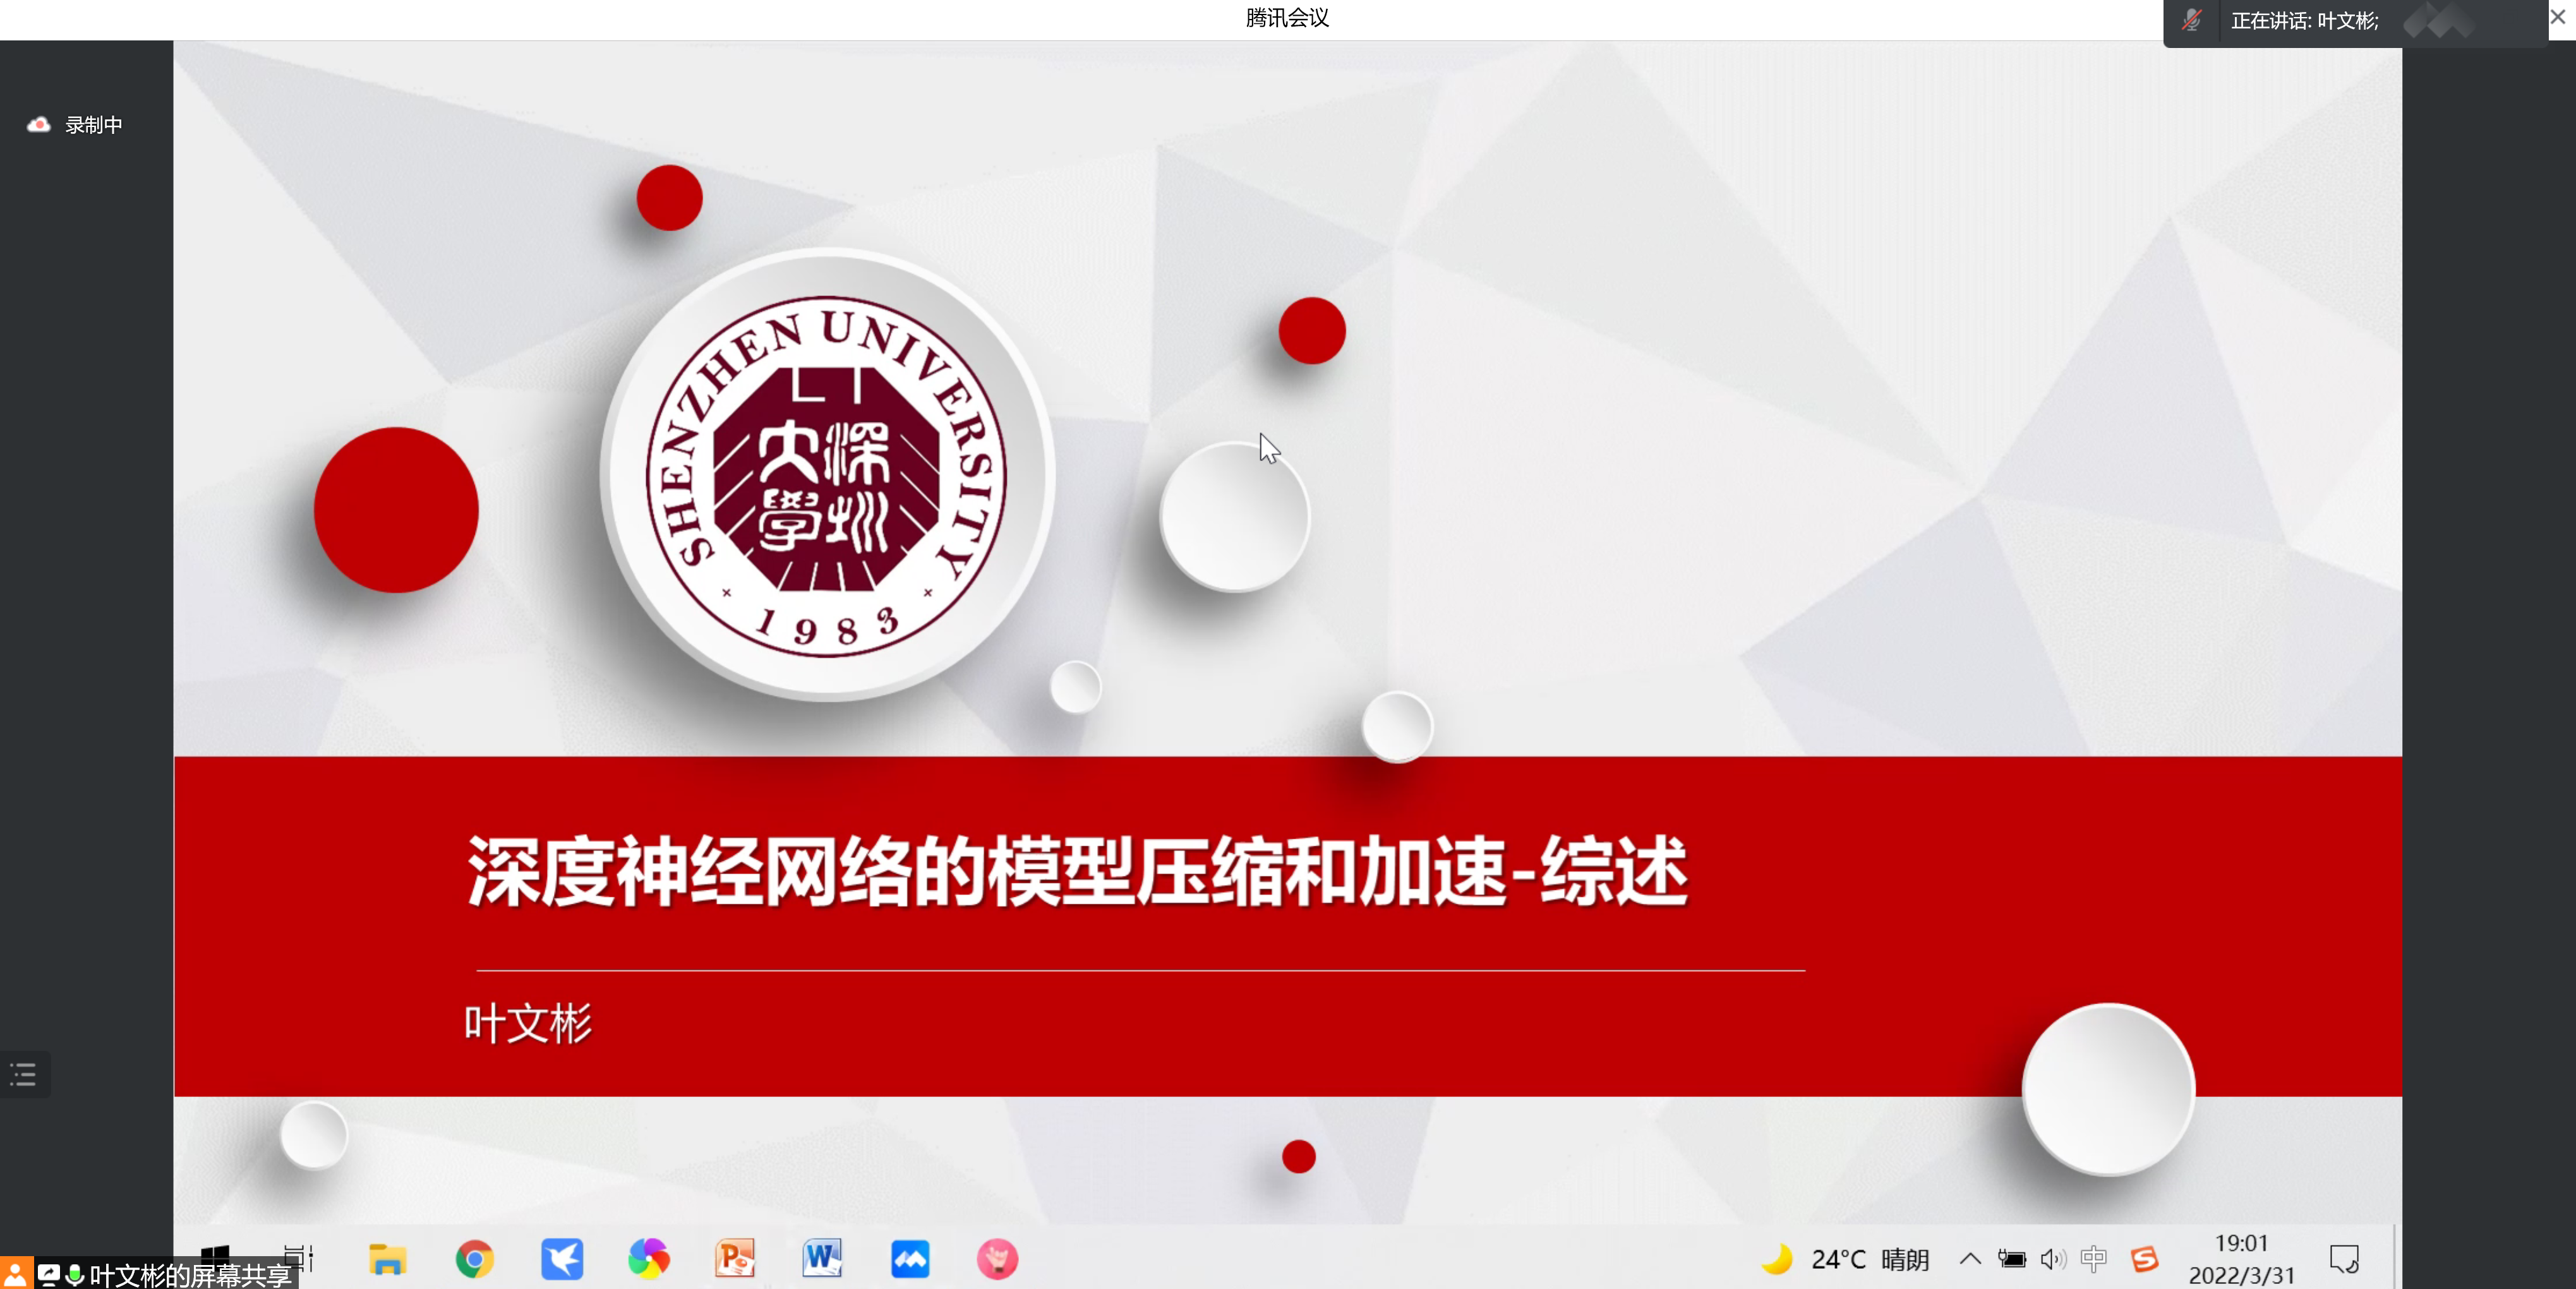 腾讯会议
正在讲话: 叶文彬;
录制中
SHENZHEN UNIVERSITY
深圳
大學
1983
深度神经网络的模型压缩和加速-综述
叶文彬
叶文彬的屏幕共享
24°C 晴朗
中
19:01
2022/3/31